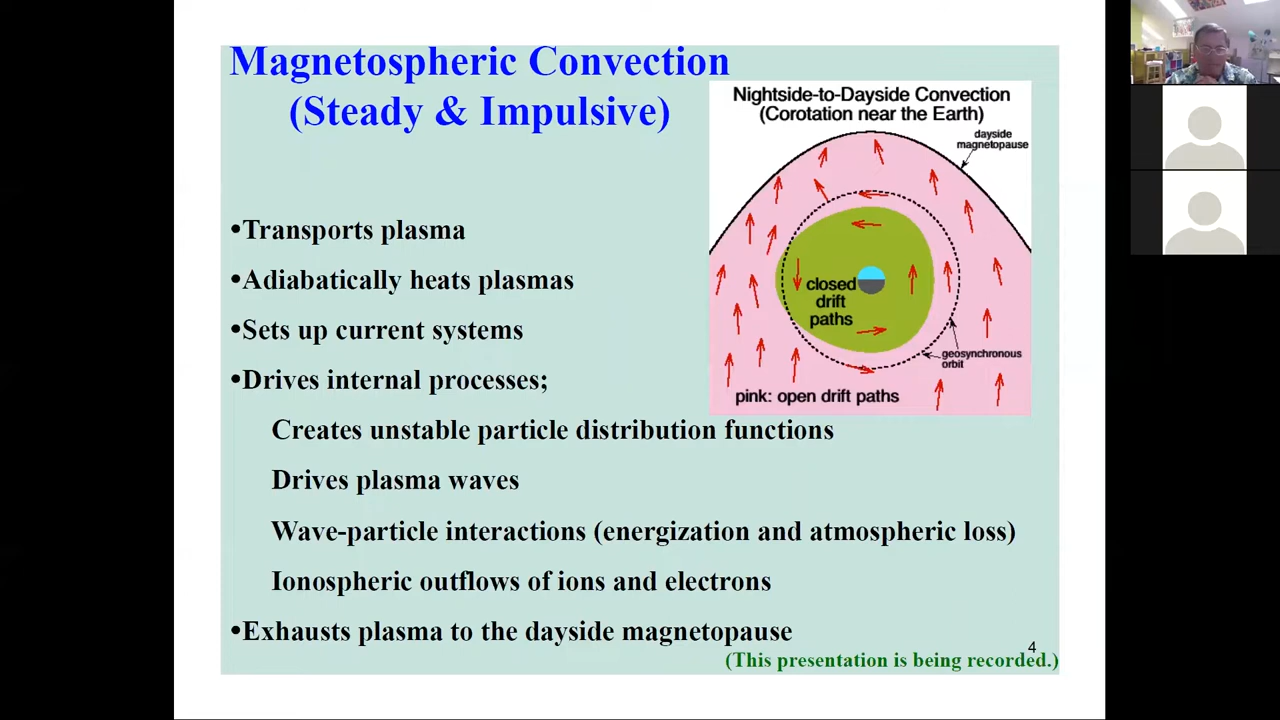 Magnetospheric Convection
(Steady & Impulsive)
•Transports plasma
•Adiabatically heats plasmas
•Sets up current systems
•Drives internal processes;
Creates unstable particle distribution functions
Drives plasma waves
Wave-particle interactions (energization and atmospheric loss)
Ionospheric outflows of ions and electrons
•Exhausts plasma to the dayside magnetopause
Nightside-to-Dayside Convection
(Corotation near the Earth)
dayside
magnetopause
closed
drift
paths
geosynchronous
orbit
pink: open drift paths
4
(This presentation is being recorded.)